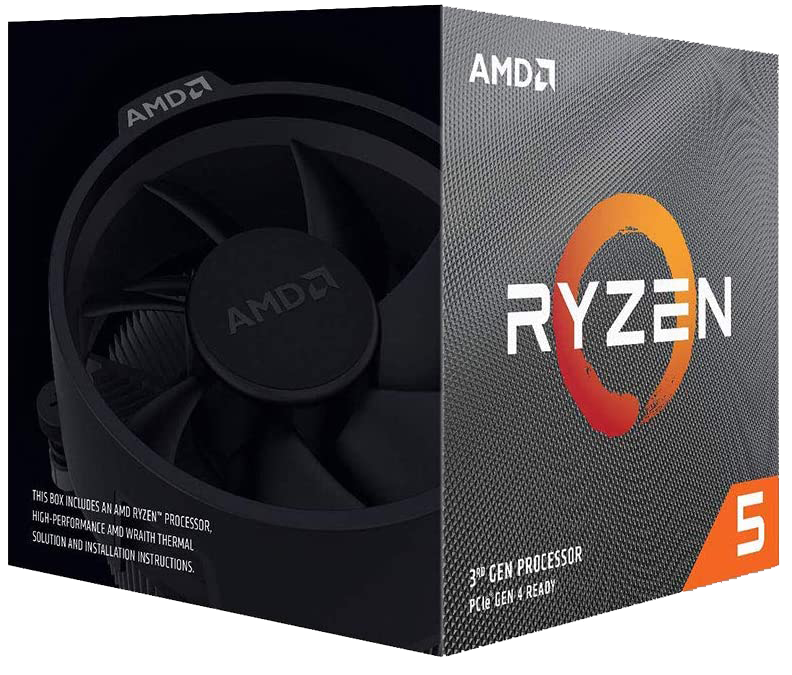 AMD
AMD
THIS BOX INCLUDES AN AMD RYZEN™ PROCESSOR,
HIGH-PERFORMANCE AMD WRAITH THERMAL
SOLUTION AND INSTALLATION INSTRUCTIONS.
AMD
RYZEN
5
3RD GEN PROCESSOR
PCIe GEN 4 READY